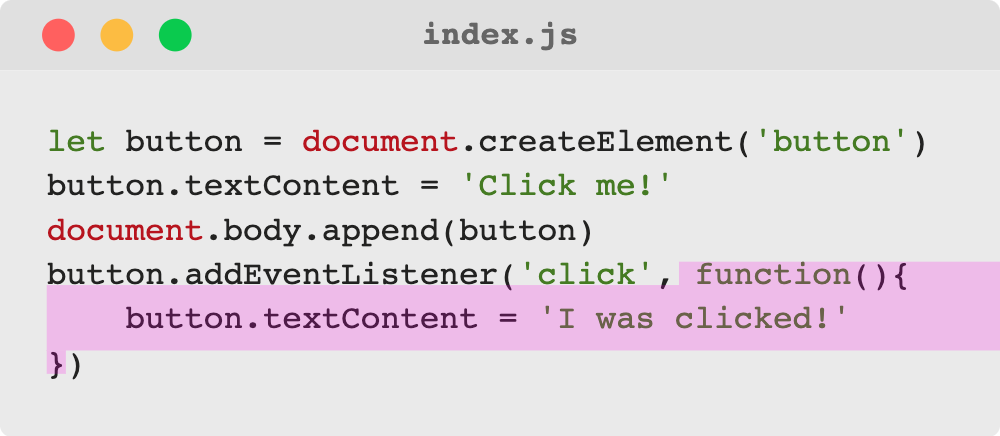 index.js
let button = document.createElement('button')
button.textContent = 'Click me!'
document.body.append(button)
button.addEventListener('click', function(){
    button.textContent = 'I was clicked!'
})